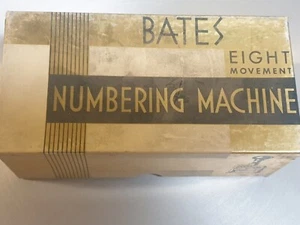 BATES
EIGHT
MOVEMENT
NUMBERING MACHINE